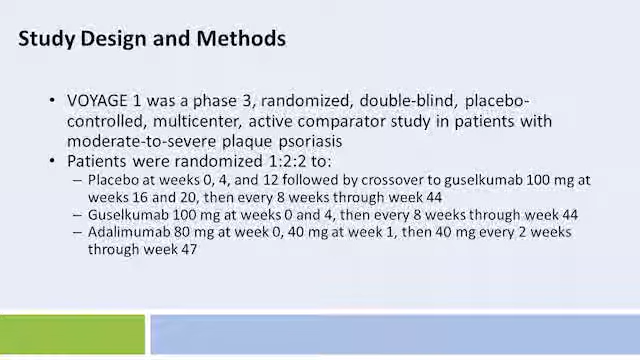 Study Design and Methods
• VOYAGE 1 was a phase 3, randomized, double-blind, placebo-
controlled, multicenter, active comparator study in patients with
moderate-to-severe plaque psoriasis
• Patients were randomized 1:2:2 to:
– Placebo at weeks 0, 4, and 12 followed by crossover to guselkumab 100 mg at
weeks 16 and 20, then every 8 weeks through week 44
– Guselkumab 100 mg at weeks 0 and 4, then every 8 weeks through week 44
– Adalimumab 80 mg at week 0, 40 mg at week 1, then 40 mg every 2 weeks
through week 47